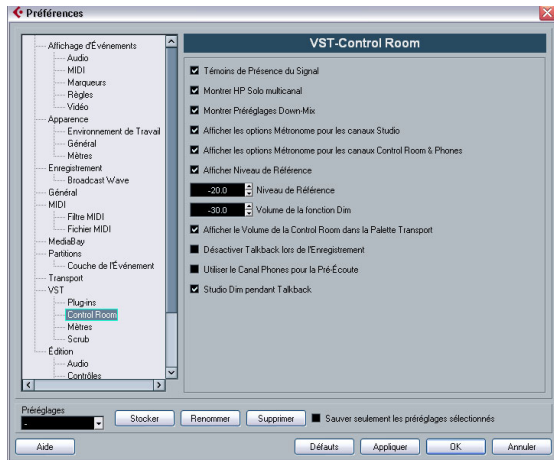 Préférences
Affichage d'Événements
Audio
MIDI
Marqueurs
Règles
Vidéo
Apparence
Environnement de Travail
Général
Mètres
Enregistrement
Broadcast Wave
Général
MIDI
Filtre MIDI
Fichier MIDI
MediaBay
Partitions
Couche de l'Événement
Transport
VST
Plug-ins
Control Room
Mètres
Scrub
Édition
Audio
Contrôles
VST-Control Room
Témoins de Présence du Signal
Montrer HP Solo multicanal
Montrer Préréglages Down-Mix
Afficher les options Métronome pour les canaux Studio
Afficher les options Métronome pour les canaux Control Room & Phones
Afficher Niveau de Référence
-20.0 Niveau de Référence
-30.0 Volume de la fonction Dim
Afficher le Volume de la Control Room dans la Palette Transport
Désactiver Talkback lors de l'Enregistrement
Utiliser le Canal Phones pour la Pré-Écoute
Studio Dim pendant Talkback
Préréglages
- Stocker Renommer Supprimer Sauver seulement les préréglages sélectionnés
Aide Défauts Appliquer OK Annuler